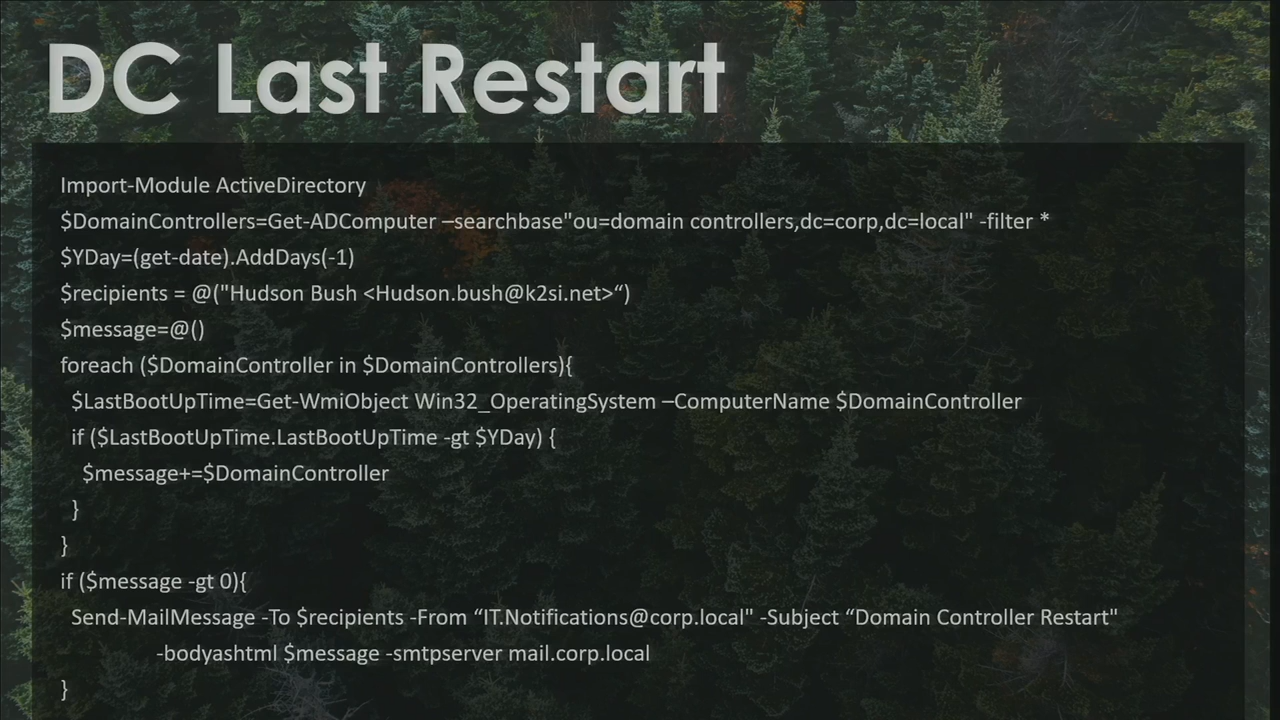 DC Last Restart
Import-Module ActiveDirectory
$DomainControllers=Get-ADComputer –searchbase"ou=domain controllers,dc=corp,dc=local" -filter *
$YDay=(get-date).AddDays(-1)
$recipients = @("Hudson Bush <Hudson.bush@k2si.net>“)
$message=@()
foreach ($DomainController in $DomainControllers){
$LastBootUpTime=Get-WmiObject Win32_OperatingSystem –ComputerName $DomainController
if ($LastBootUpTime.LastBootUpTime -gt $YDay) {
$message+=$DomainController
}
}
if ($message -gt 0){
Send-MailMessage -To $recipients -From “IT.Notifications@corp.local" -Subject “Domain Controller Restart"
-bodyashtml $message -smtpserver mail.corp.local
}